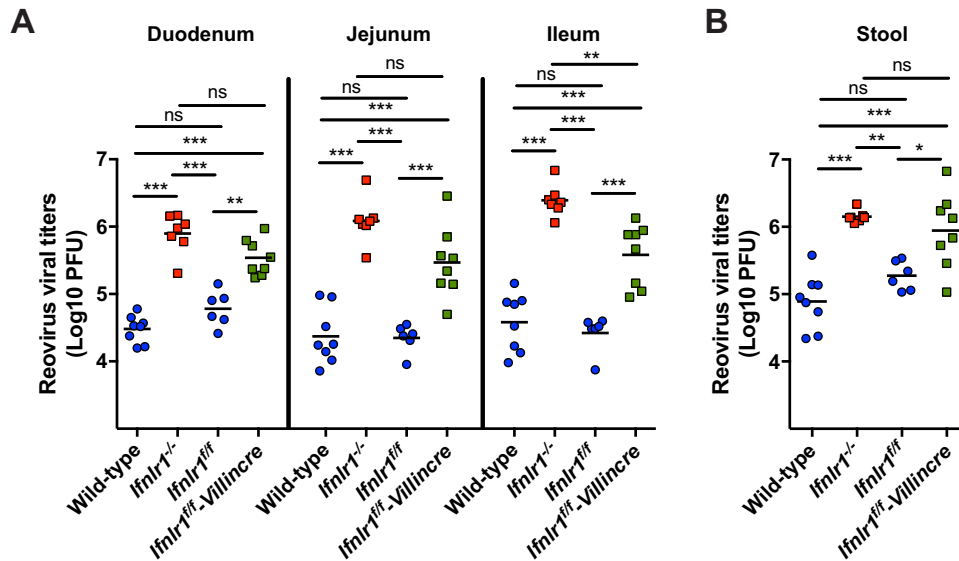 A
B
Duodenum
Jejunum
Ileum
Stool
Reovirus viral titers
(Log10 PFU)
7
6
5
4
ns
ns
***
***
***
**
ns
ns
***
***
***
***
**
ns
***
***
***
***
Wild-type
Ifnlr1-/-
Ifnlr1f/f
Ifnlr1f/f-Villincre
Wild-type
Ifnlr1-/-
Ifnlr1f/f
Ifnlr1f/f-Villincre
Wild-type
Ifnlr1-/-
Ifnlr1f/f
Ifnlr1f/f-Villincre
Reovirus viral titers
(Log10 PFU)
7
6
5
4
ns
ns
***
**
***
*
Wild-type
Ifnlr1-/-
Ifnlr1f/f
Ifnlr1f/f-Villincre